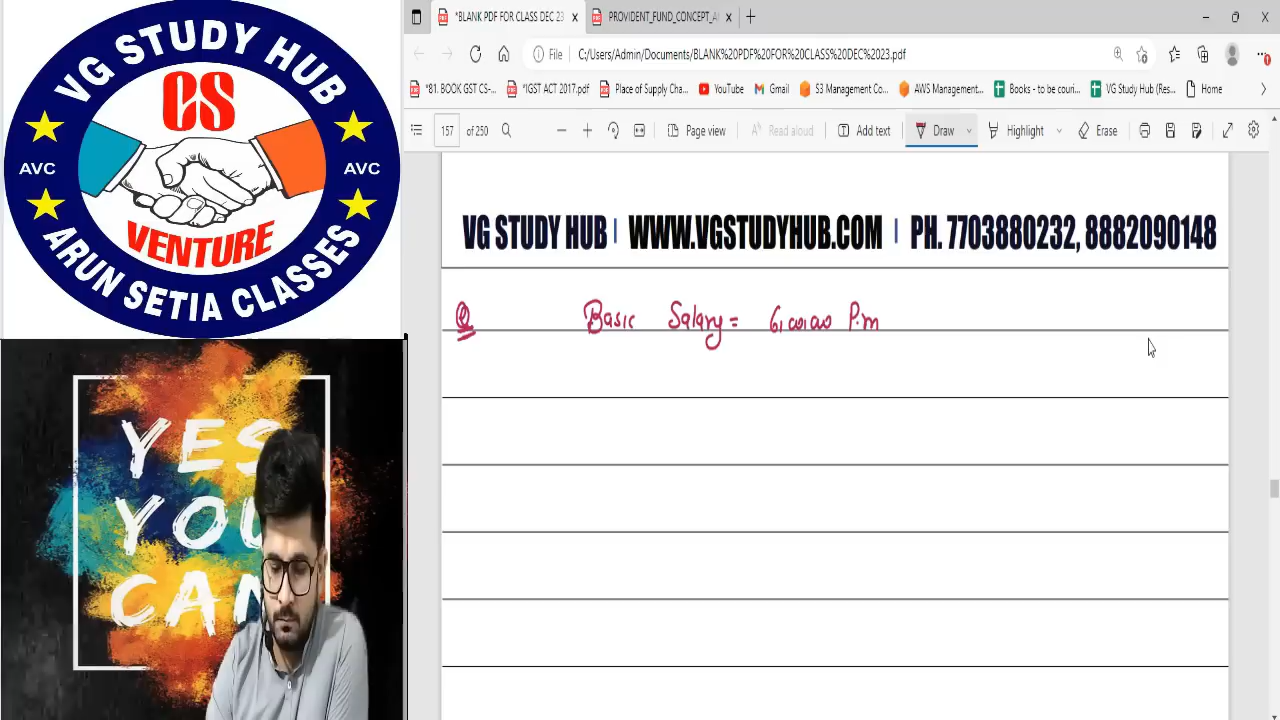 VG STUDY HUB
CS
AVC
AVC
VENTURE
ARUN SETIA CLASSES
YES
YOU
CAN
*BLANK PDF FOR CLASS DEC 23
PROVIDENT_FUND_CONCEPT_A
File
C:/Users/Admin/Documents/BLANK%20PDF%20FOR%20CLASS%20DEC%2023.pdf
*81. BOOK GST CS-...
*IGST ACT 2017.pdf
Place of Supply Cha...
YouTube
Gmail
S3 Management Co...
AWS Management...
Books - to be couri...
VG Study Hub (Res...
Home
157 of 250
Page view
Read aloud
Add text
Draw
Highlight
Erase
VG STUDY HUB | WWW.VGSTUDYHUB.COM | PH. 7703880232, 8882090148
Q Basic Salary = 6,00,000 P.m